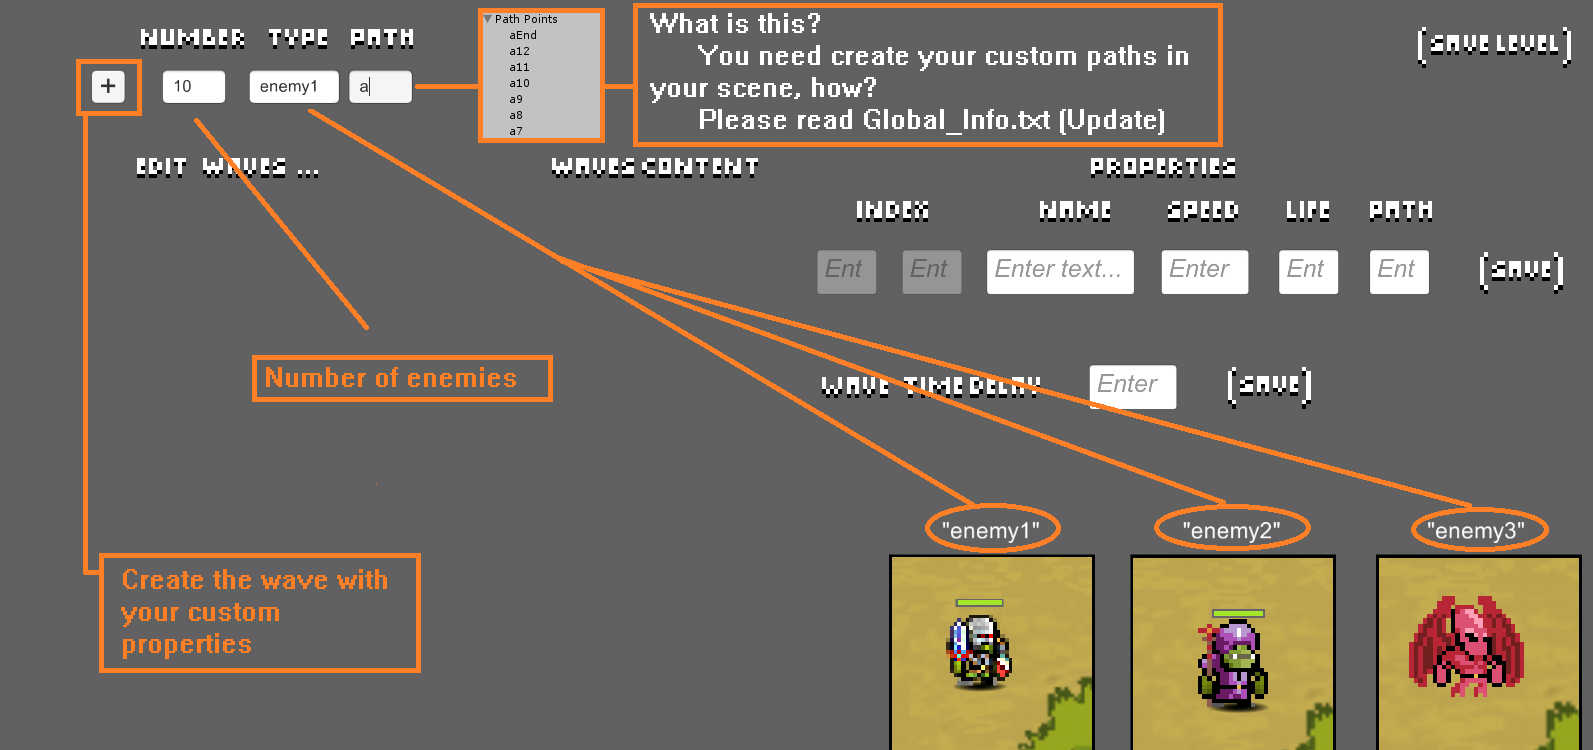 NUMBER TYPE PATH
+ 10 enemy1 a
Path Points
aEnd
a12
a11
a10
a9
a8
a7
What is this?
You need create your custom paths in
your scene, how?
Please read Global_Info.txt (Update)
(SAVE LEVEL)
EDIT WAVES ...
WAVES CONTENT
PROPERTIES
INDEX NAME SPEED LIFE PATH
Ent Ent Enter text... Enter Ent Ent (SAVE)
Number of enemies
WAVE TIME DELAY Enter (SAVE)
"enemy1" "enemy2" "enemy3"
Create the wave with
your custom
properties